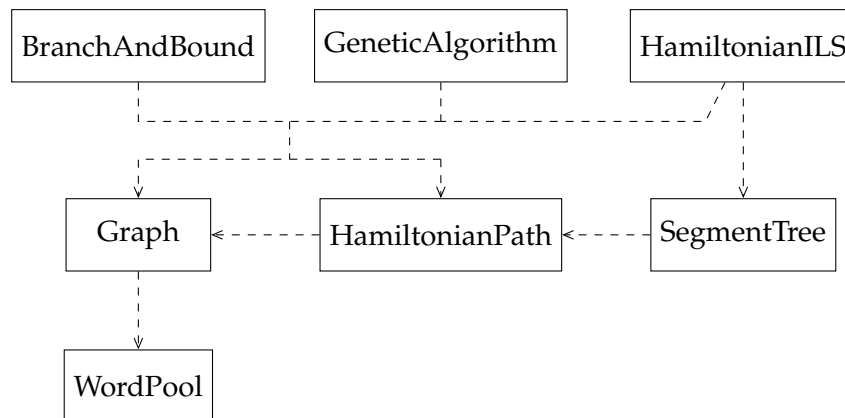 BranchAndBound
GeneticAlgorithm
HamiltonianILS
Graph
HamiltonianPath
SegmentTree
WordPool